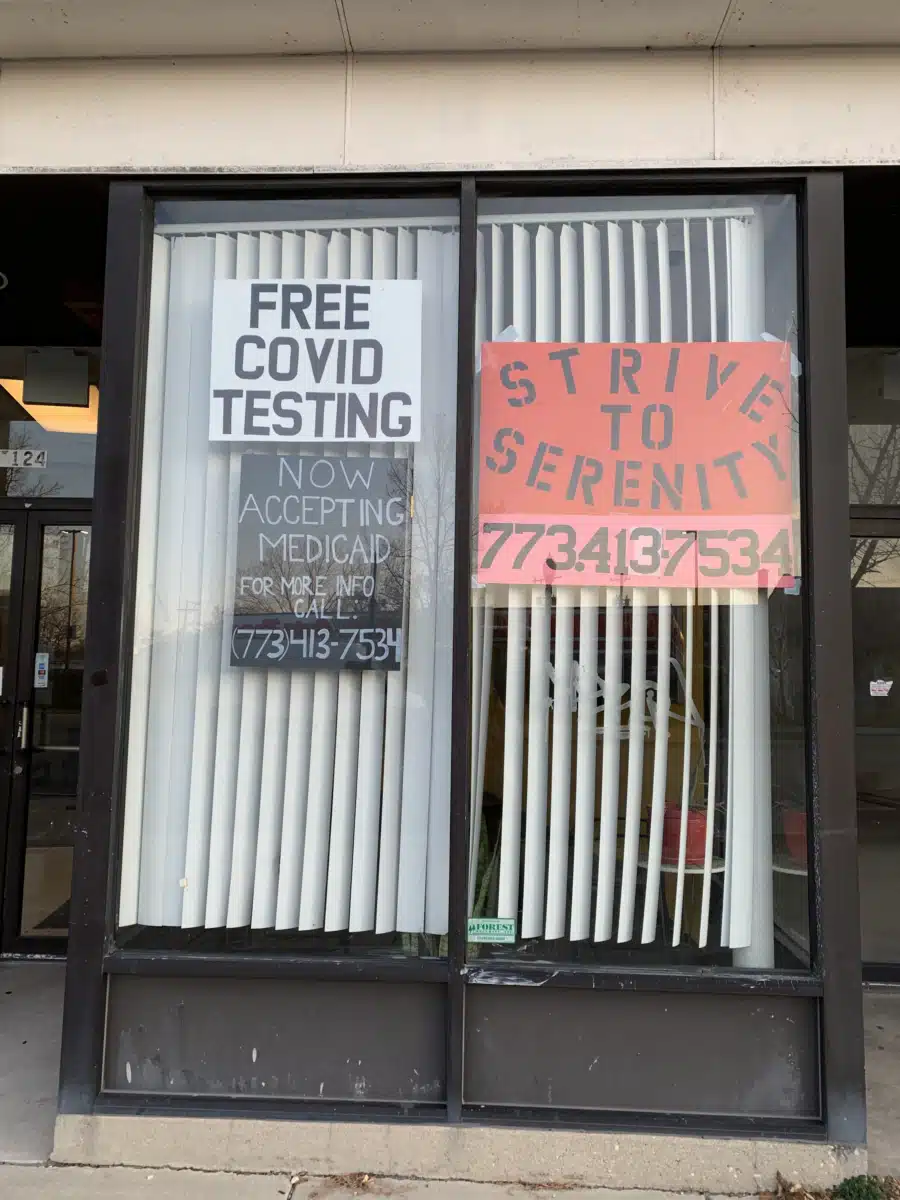 FREE
COVID
TESTING
NOW
ACCEPTING
MEDICAID
FOR MORE INFO
CALL:
(773)413-7534
STRIVE
TO
SERENITY
773.413.7534
124
FOREST